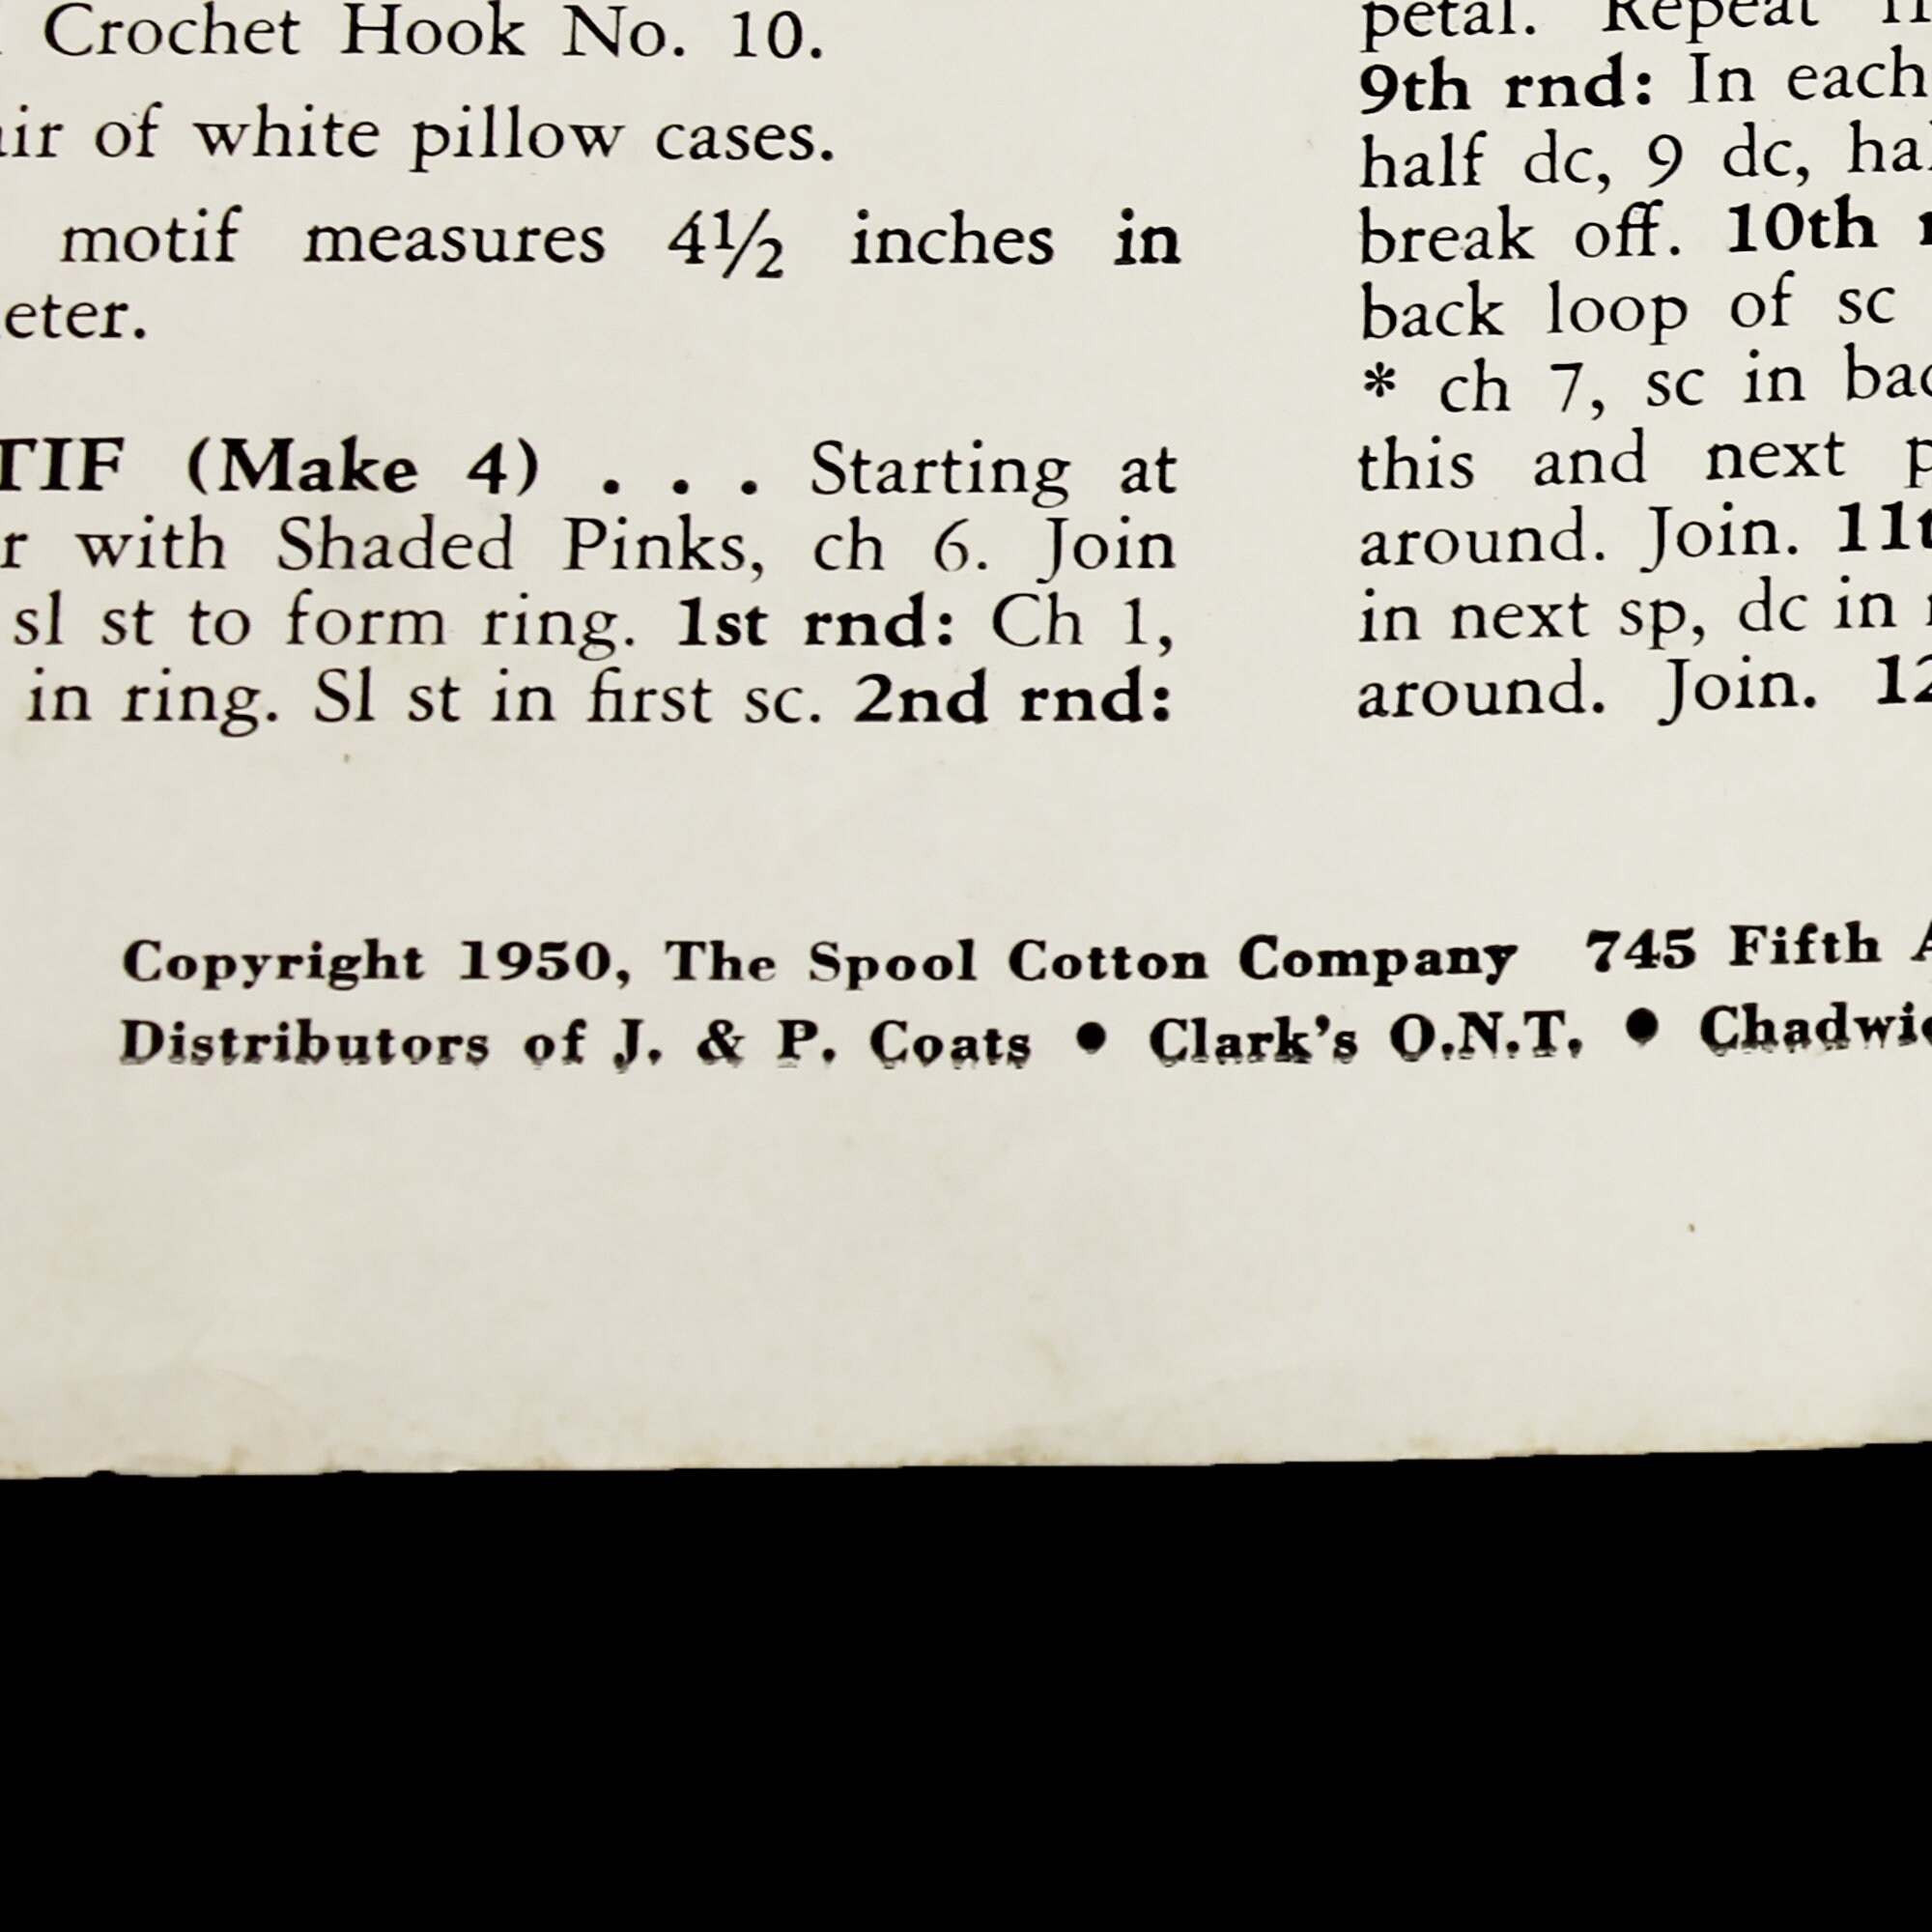 Crochet Hook No. 10.
of white pillow cases.
motif measures 4½ inches in
(Make 4) . . . Starting at
with Shaded Pinks, ch 6. Join
sl st to form ring. 1st rnd: Ch 1,
in ring. Sl st in first sc. 2nd rnd:
petal. Repeat
9th rnd: In each
half dc, 9 dc,
break off. 10th
back loop of sc
* ch 7, sc in
this and next
around. Join.
in next sp, dc in
around. Join.
Copyright 1950, The Spool Cotton Company 745 Fifth
Distributors of J. & P. Coats • Clark's O.N.T. •